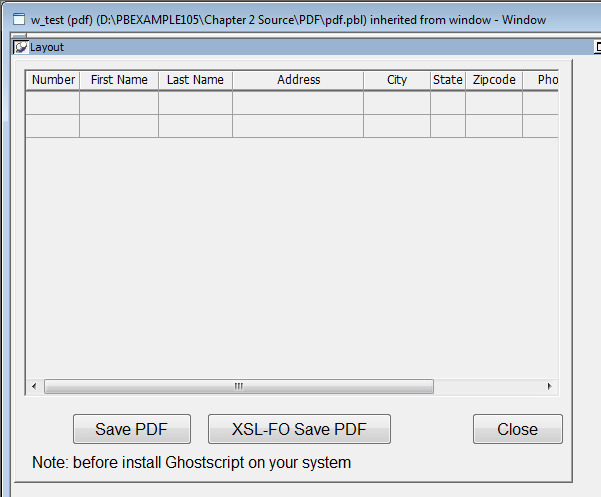 w_test (pdf) (D:\PBEXAMPLE105\Chapter 2 Source\PDF\pdf.pbl) inherited from window - Window
Layout
Number First Name Last Name Address City State Zipcode Pho
Save PDF XSL-FO Save PDF Close
Note: before install Ghostscript on your system